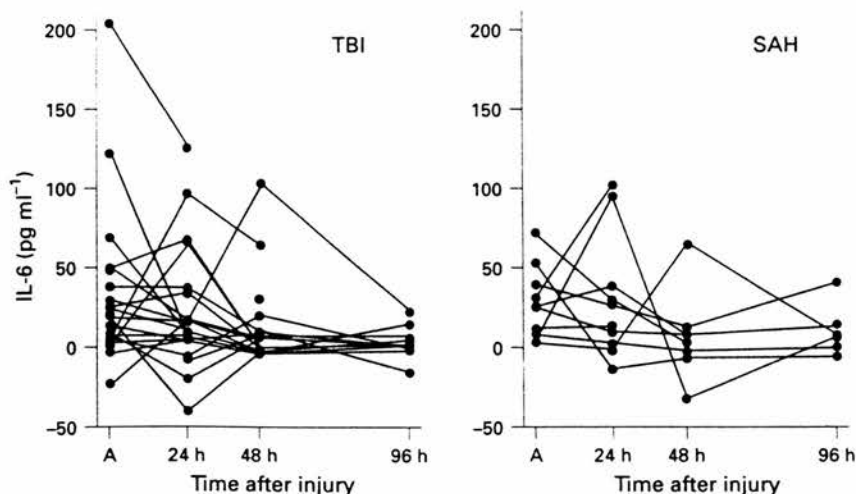 TBI
SAH
200
150
100
50
0
−50
IL-6 (pg ml⁻¹)
A
24 h
48 h
96 h
Time after injury
200
150
100
50
0
−50
A
24 h
48 h
96 h
Time after injury